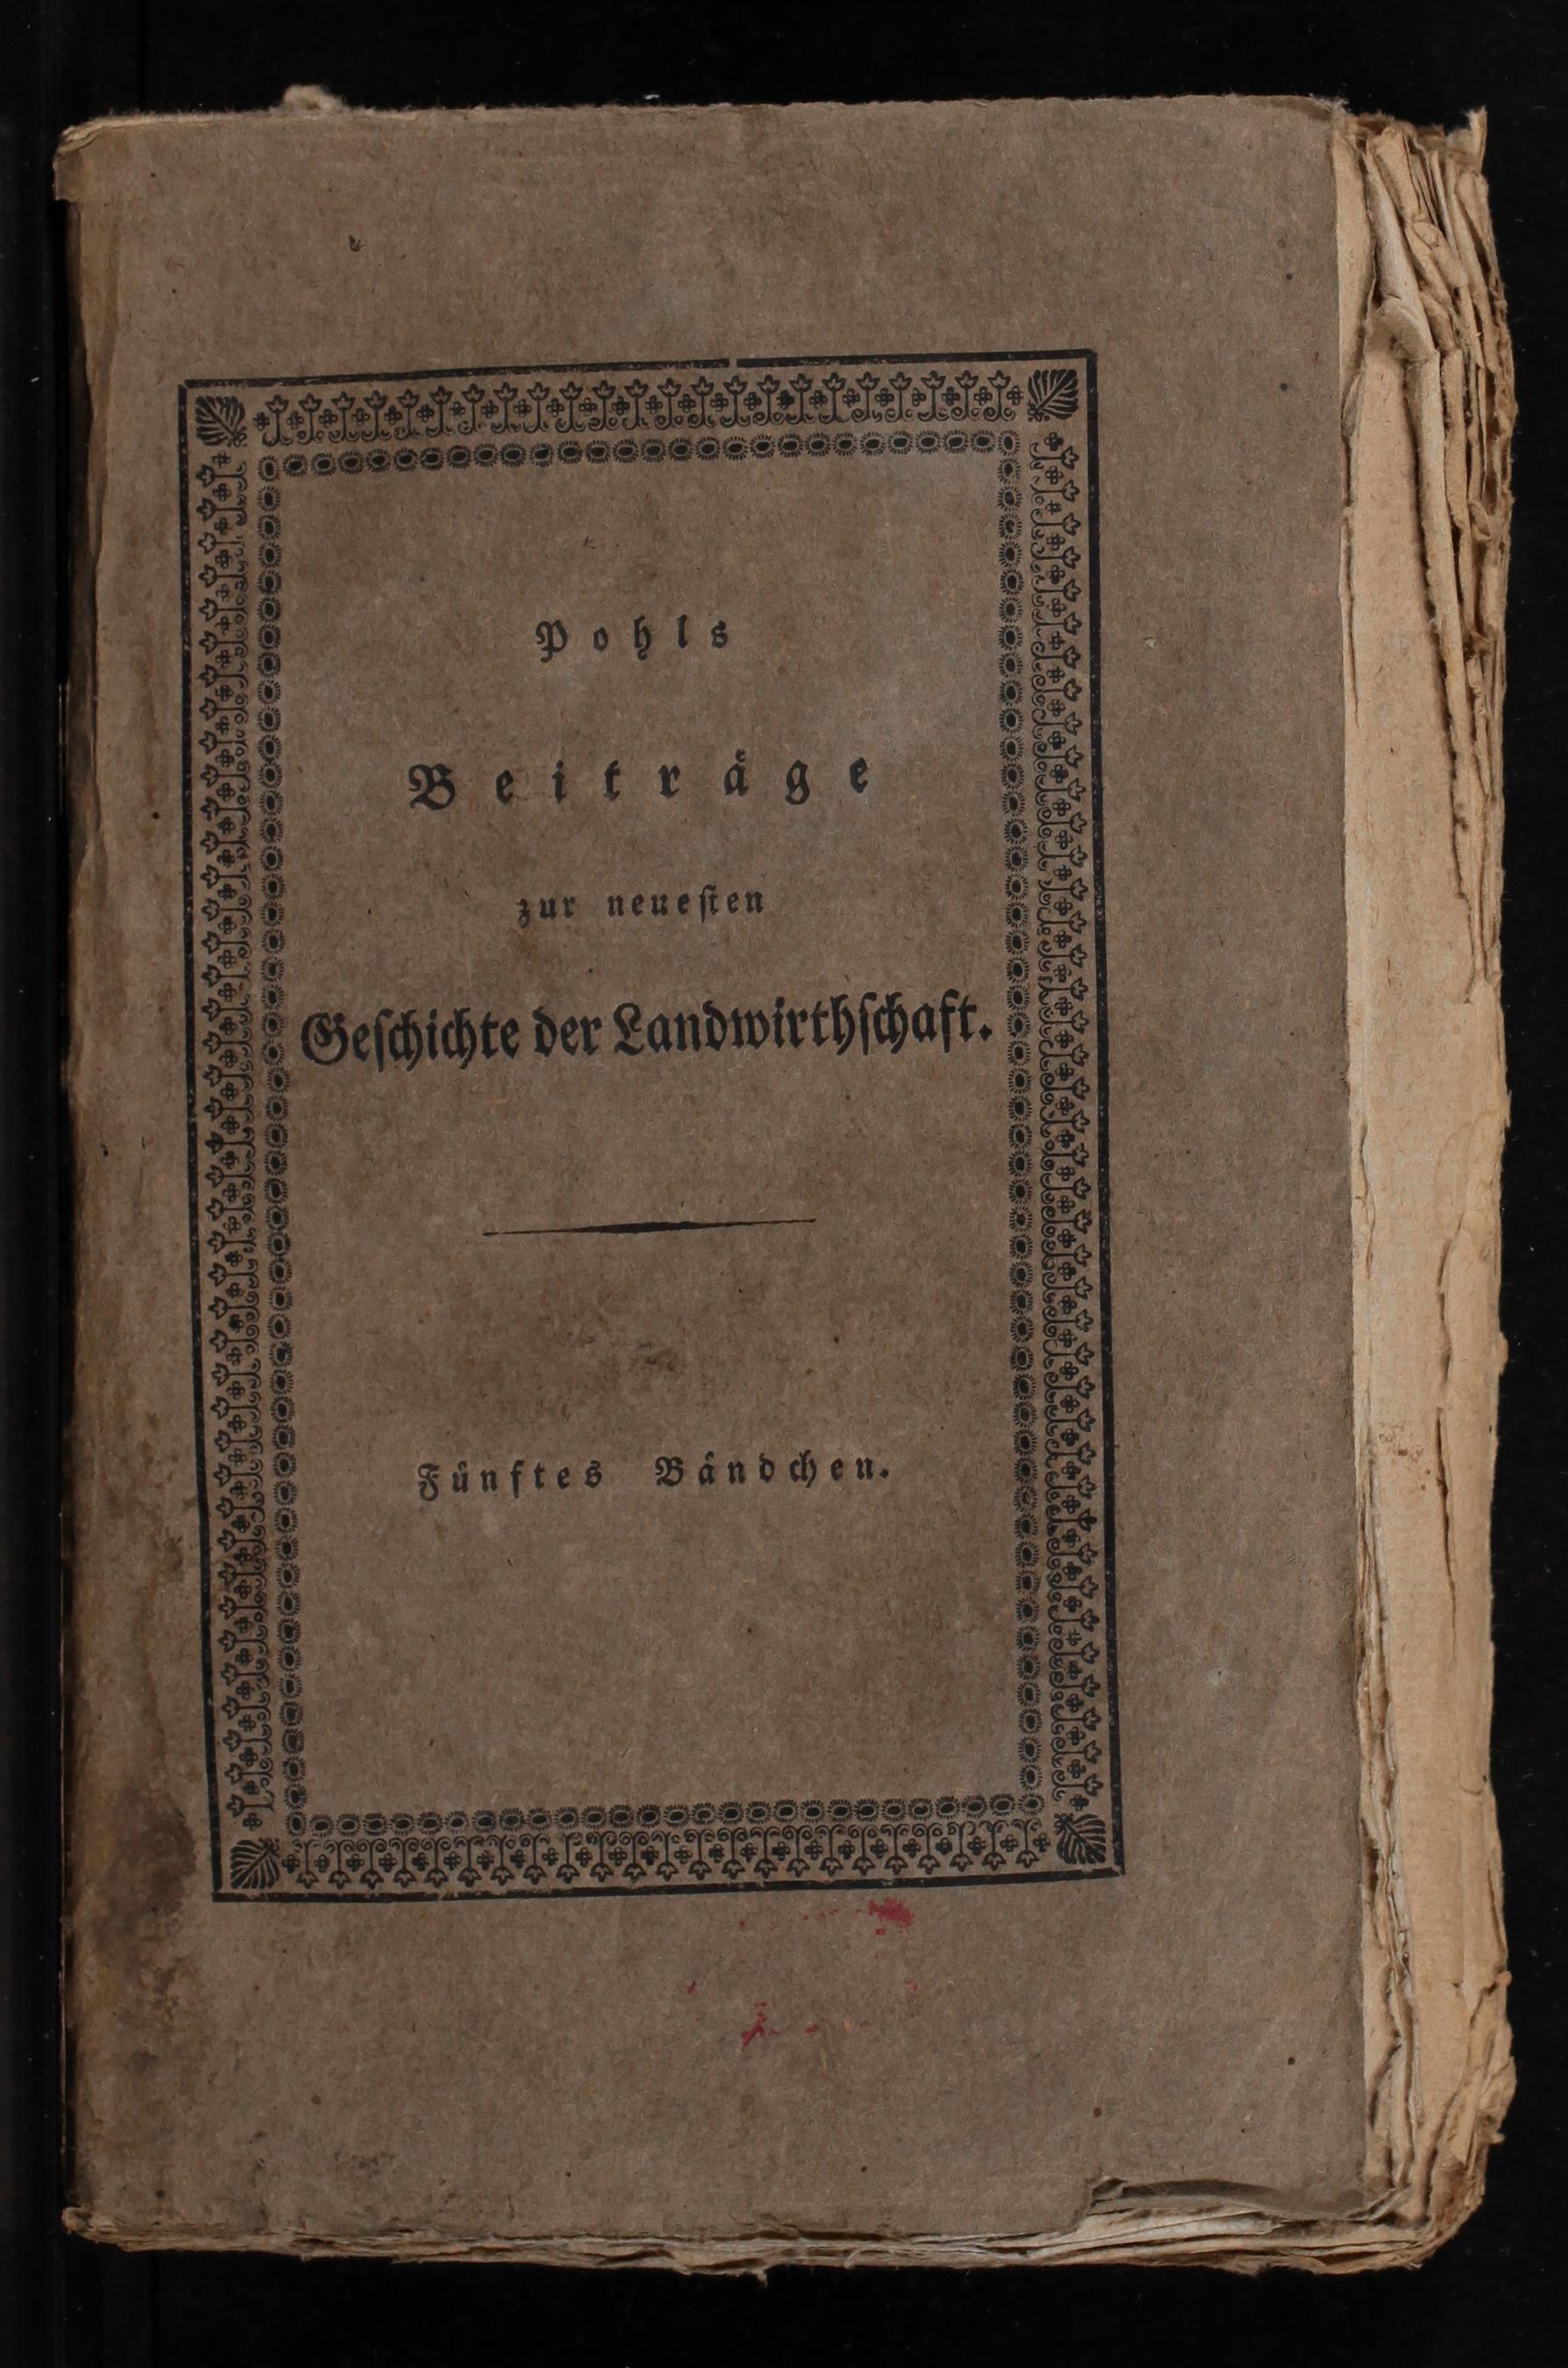 Pohls
Beiträge
zur neueſten
Geſchichte der Landwirthſchaft.
Fünftes Bändchen.